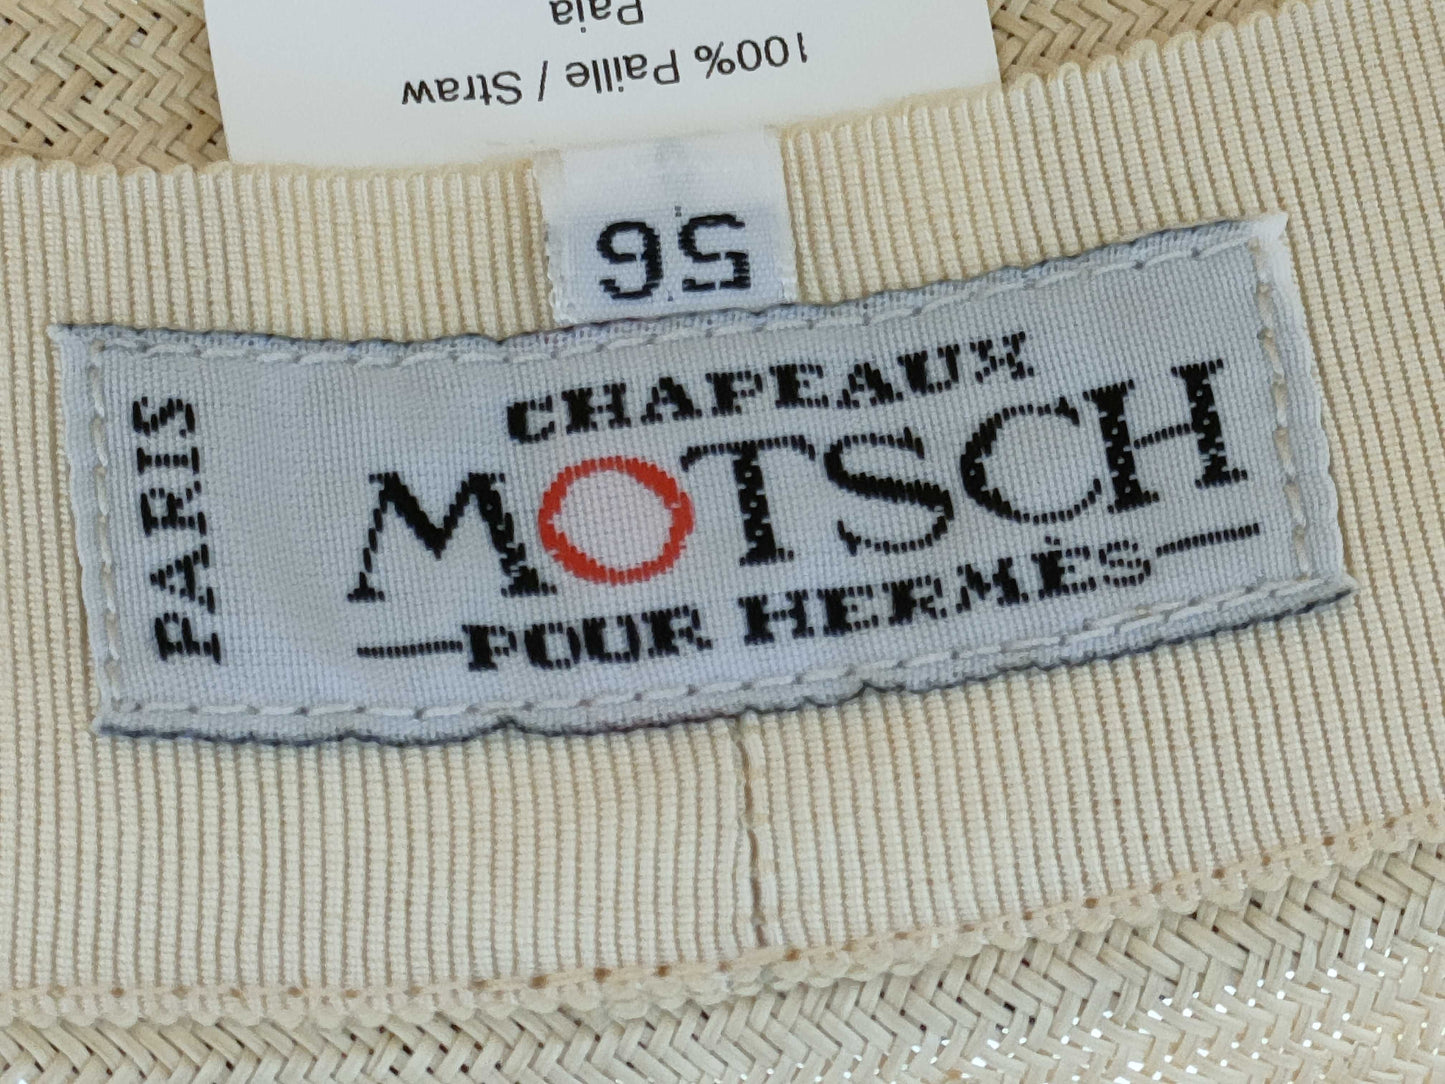 100% Paille / Straw
Paja
56
PARIS
CHAPEAUX
MOTSCH
POUR HERMÈS